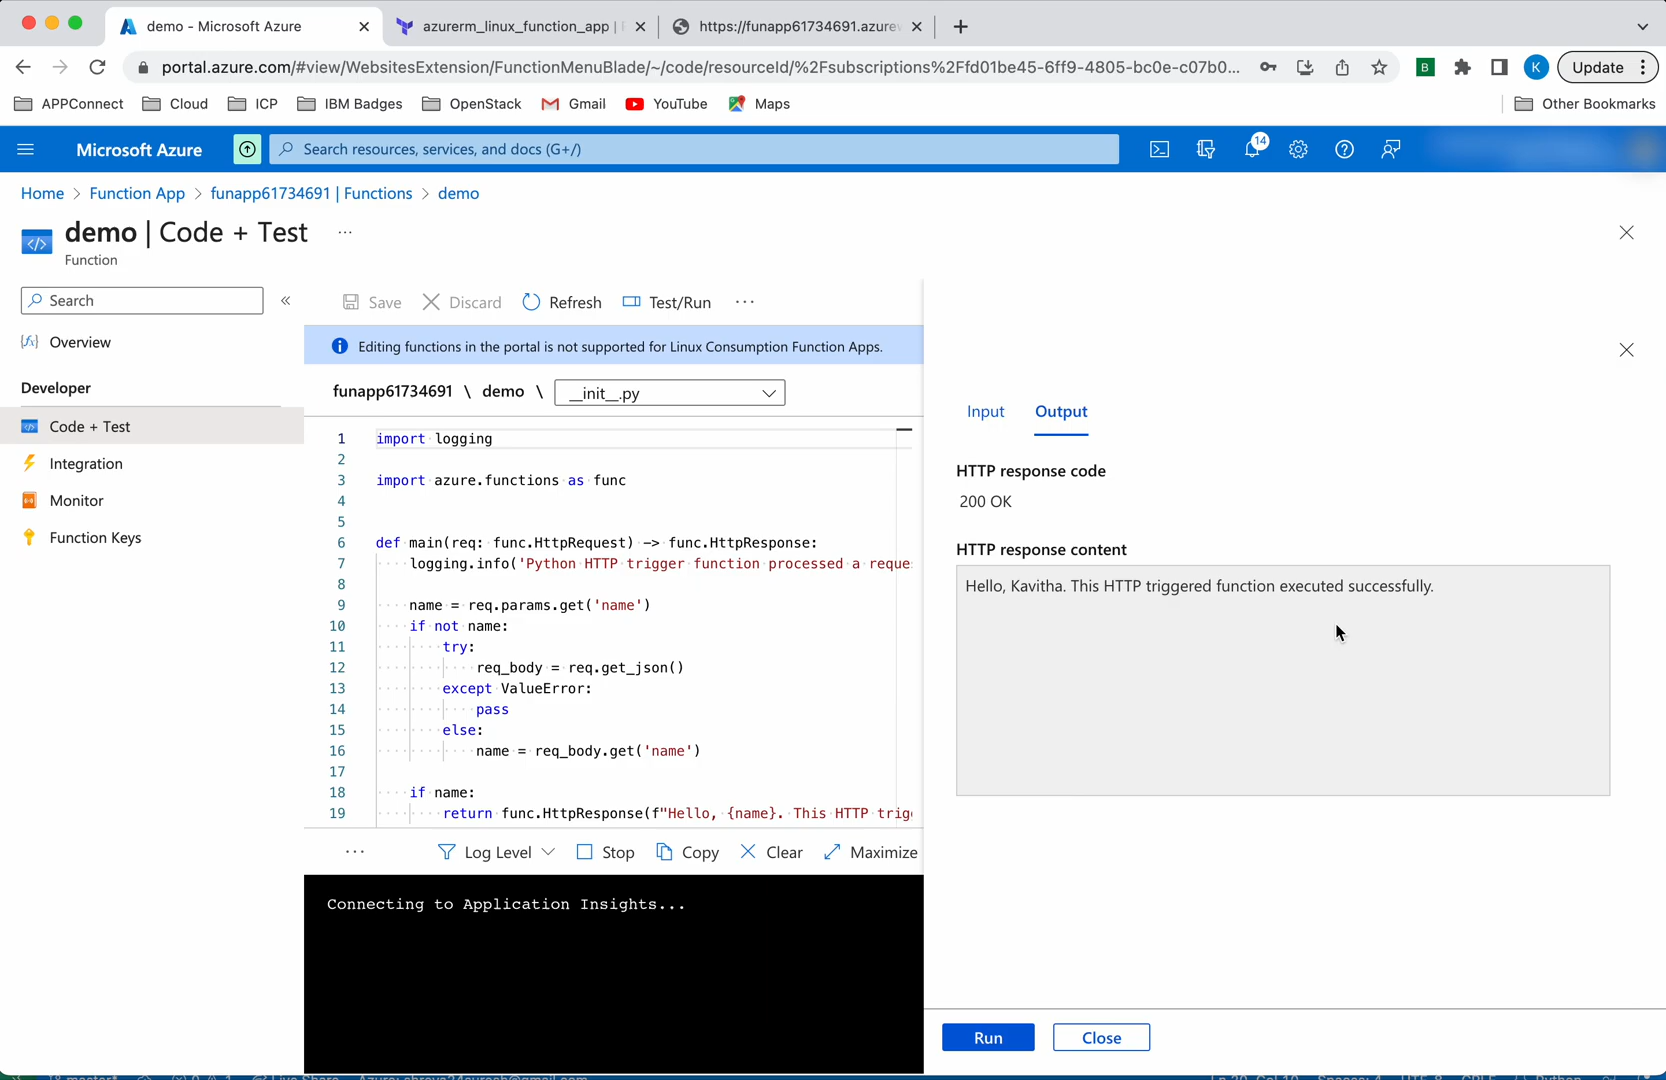 demo - Microsoft Azure
azurerm_linux_function_app |
https://funapp61734691.azurew
portal.azure.com/#view/WebsitesExtension/FunctionMenuBlade/~/code/resourceId/%2Fsubscriptions%2Ffd01be45-6ff9-4805-bc0e-c07b0...
B
K
Update
APPConnect
Cloud
ICP
IBM Badges
OpenStack
Gmail
YouTube
Maps
Other Bookmarks
Microsoft Azure
Search resources, services, and docs (G+/)
14
Home > Function App > funapp61734691 | Functions > demo
demo | Code + Test ...
Function
Search
«
Save
Discard
Refresh
Test/Run
...
Overview
Editing functions in the portal is not supported for Linux Consumption Function Apps.
Developer
Code + Test
Integration
Monitor
Function Keys
funapp61734691 \ demo \ __init__.py
1 import logging
2
3 import azure.functions as func
4
5
6 def main(req: func.HttpRequest) -> func.HttpResponse:
7 logging.info('Python HTTP trigger function processed a reques
8
9 name = req.params.get('name')
10 if not name:
11 try:
12 req_body = req.get_json()
13 except ValueError:
14 pass
15 else:
16 name = req_body.get('name')
17
18 if name:
19 return func.HttpResponse(f"Hello, {name}. This HTTP trigg
...
Log Level
Stop
Copy
Clear
Maximize
Connecting to Application Insights...
Input
Output
HTTP response code
200 OK
HTTP response content
Hello, Kavitha. This HTTP triggered function executed successfully.
Run
Close